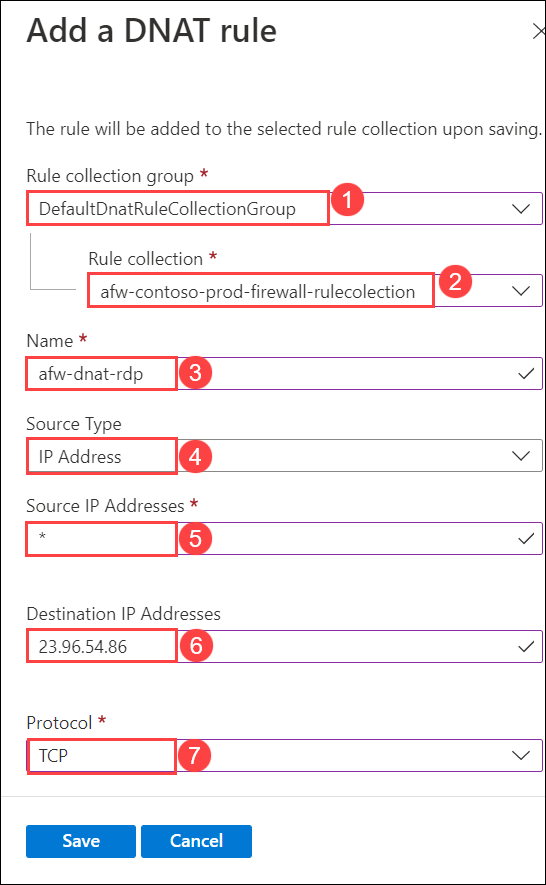 Add a DNAT rule
The rule will be added to the selected rule collection upon saving.
Rule collection group *
DefaultDnatRuleCollectionGroup
1
Rule collection *
afw-contoso-prod-firewall-rulecolection
2
Name *
afw-dnat-rdp
3
Source Type
IP Address
4
Source IP Addresses *
*
5
Destination IP Addresses
23.96.54.86
6
Protocol *
TCP
7
Save Cancel